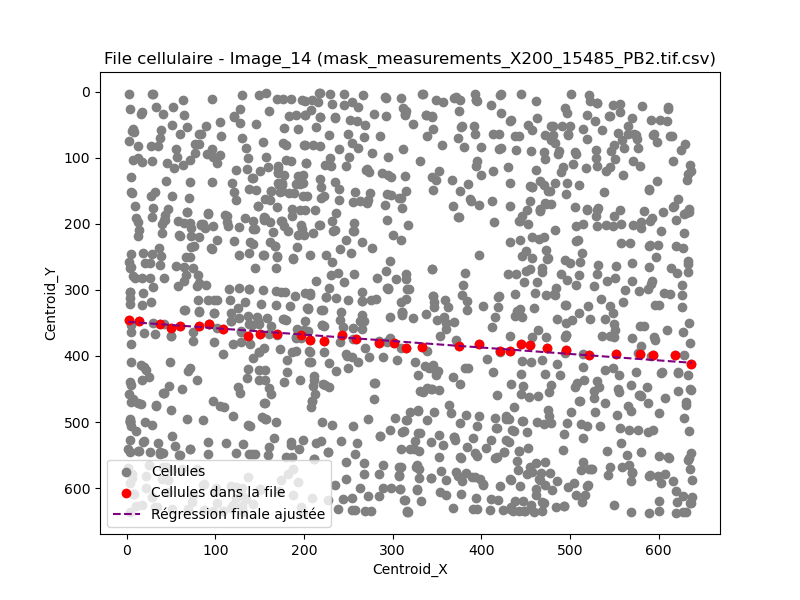 File cellulaire - Image_14 (mask_measurements_X200_15485_PB2.tif.csv)
0
100
200
300
400
500
600
Centroid_Y
Cellules
Cellules dans la file
Régression finale ajustée
0 100 200 300 400 500 600
Centroid_X